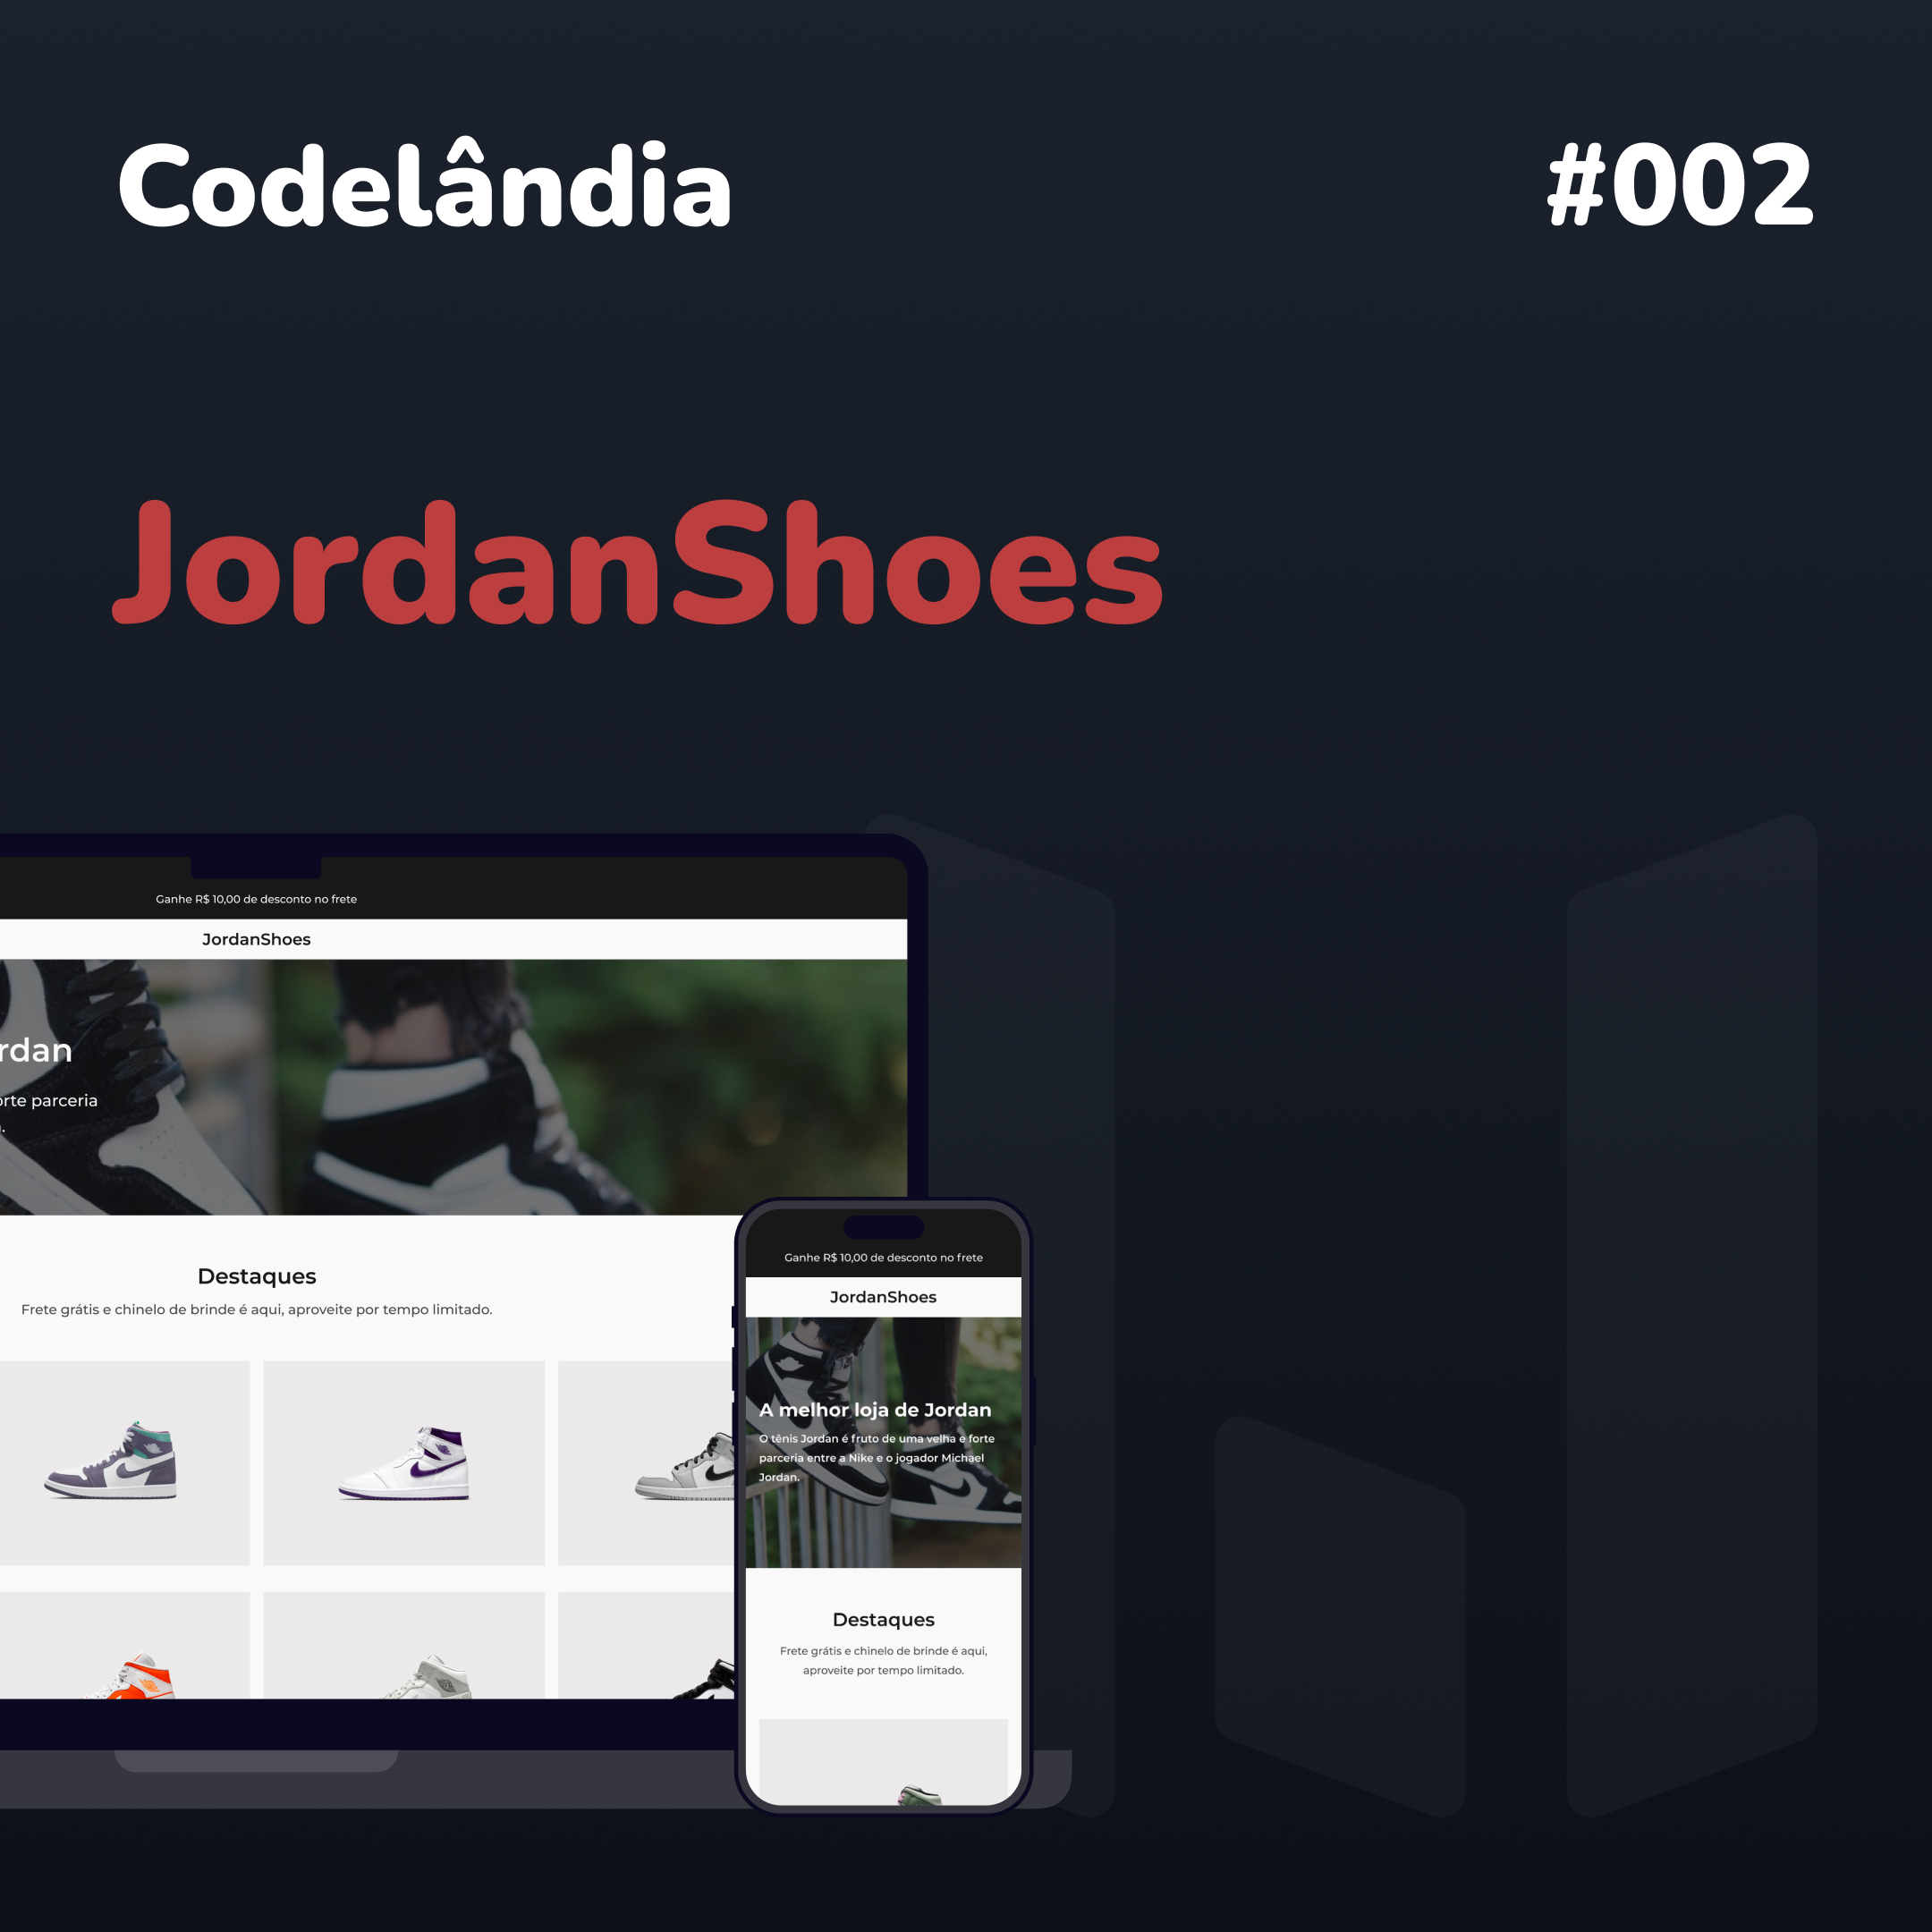 Codelândia
#002
JordanShoes
Ganhe R$ 10,00 de desconto no frete
JordanShoes
rdan
orte parceria
Destaques
Frete grátis e chinelo de brinde é aqui, aproveite por tempo limitado.
Ganhe R$ 10,00 de desconto no frete
JordanShoes
A melhor loja de Jordan
O tênis Jordan é fruto de uma velha e forte
parceria entre a Nike e o jogador Michael
Jordan.
Destaques
Frete grátis e chinelo de brinde é aqui,
aproveite por tempo limitado.